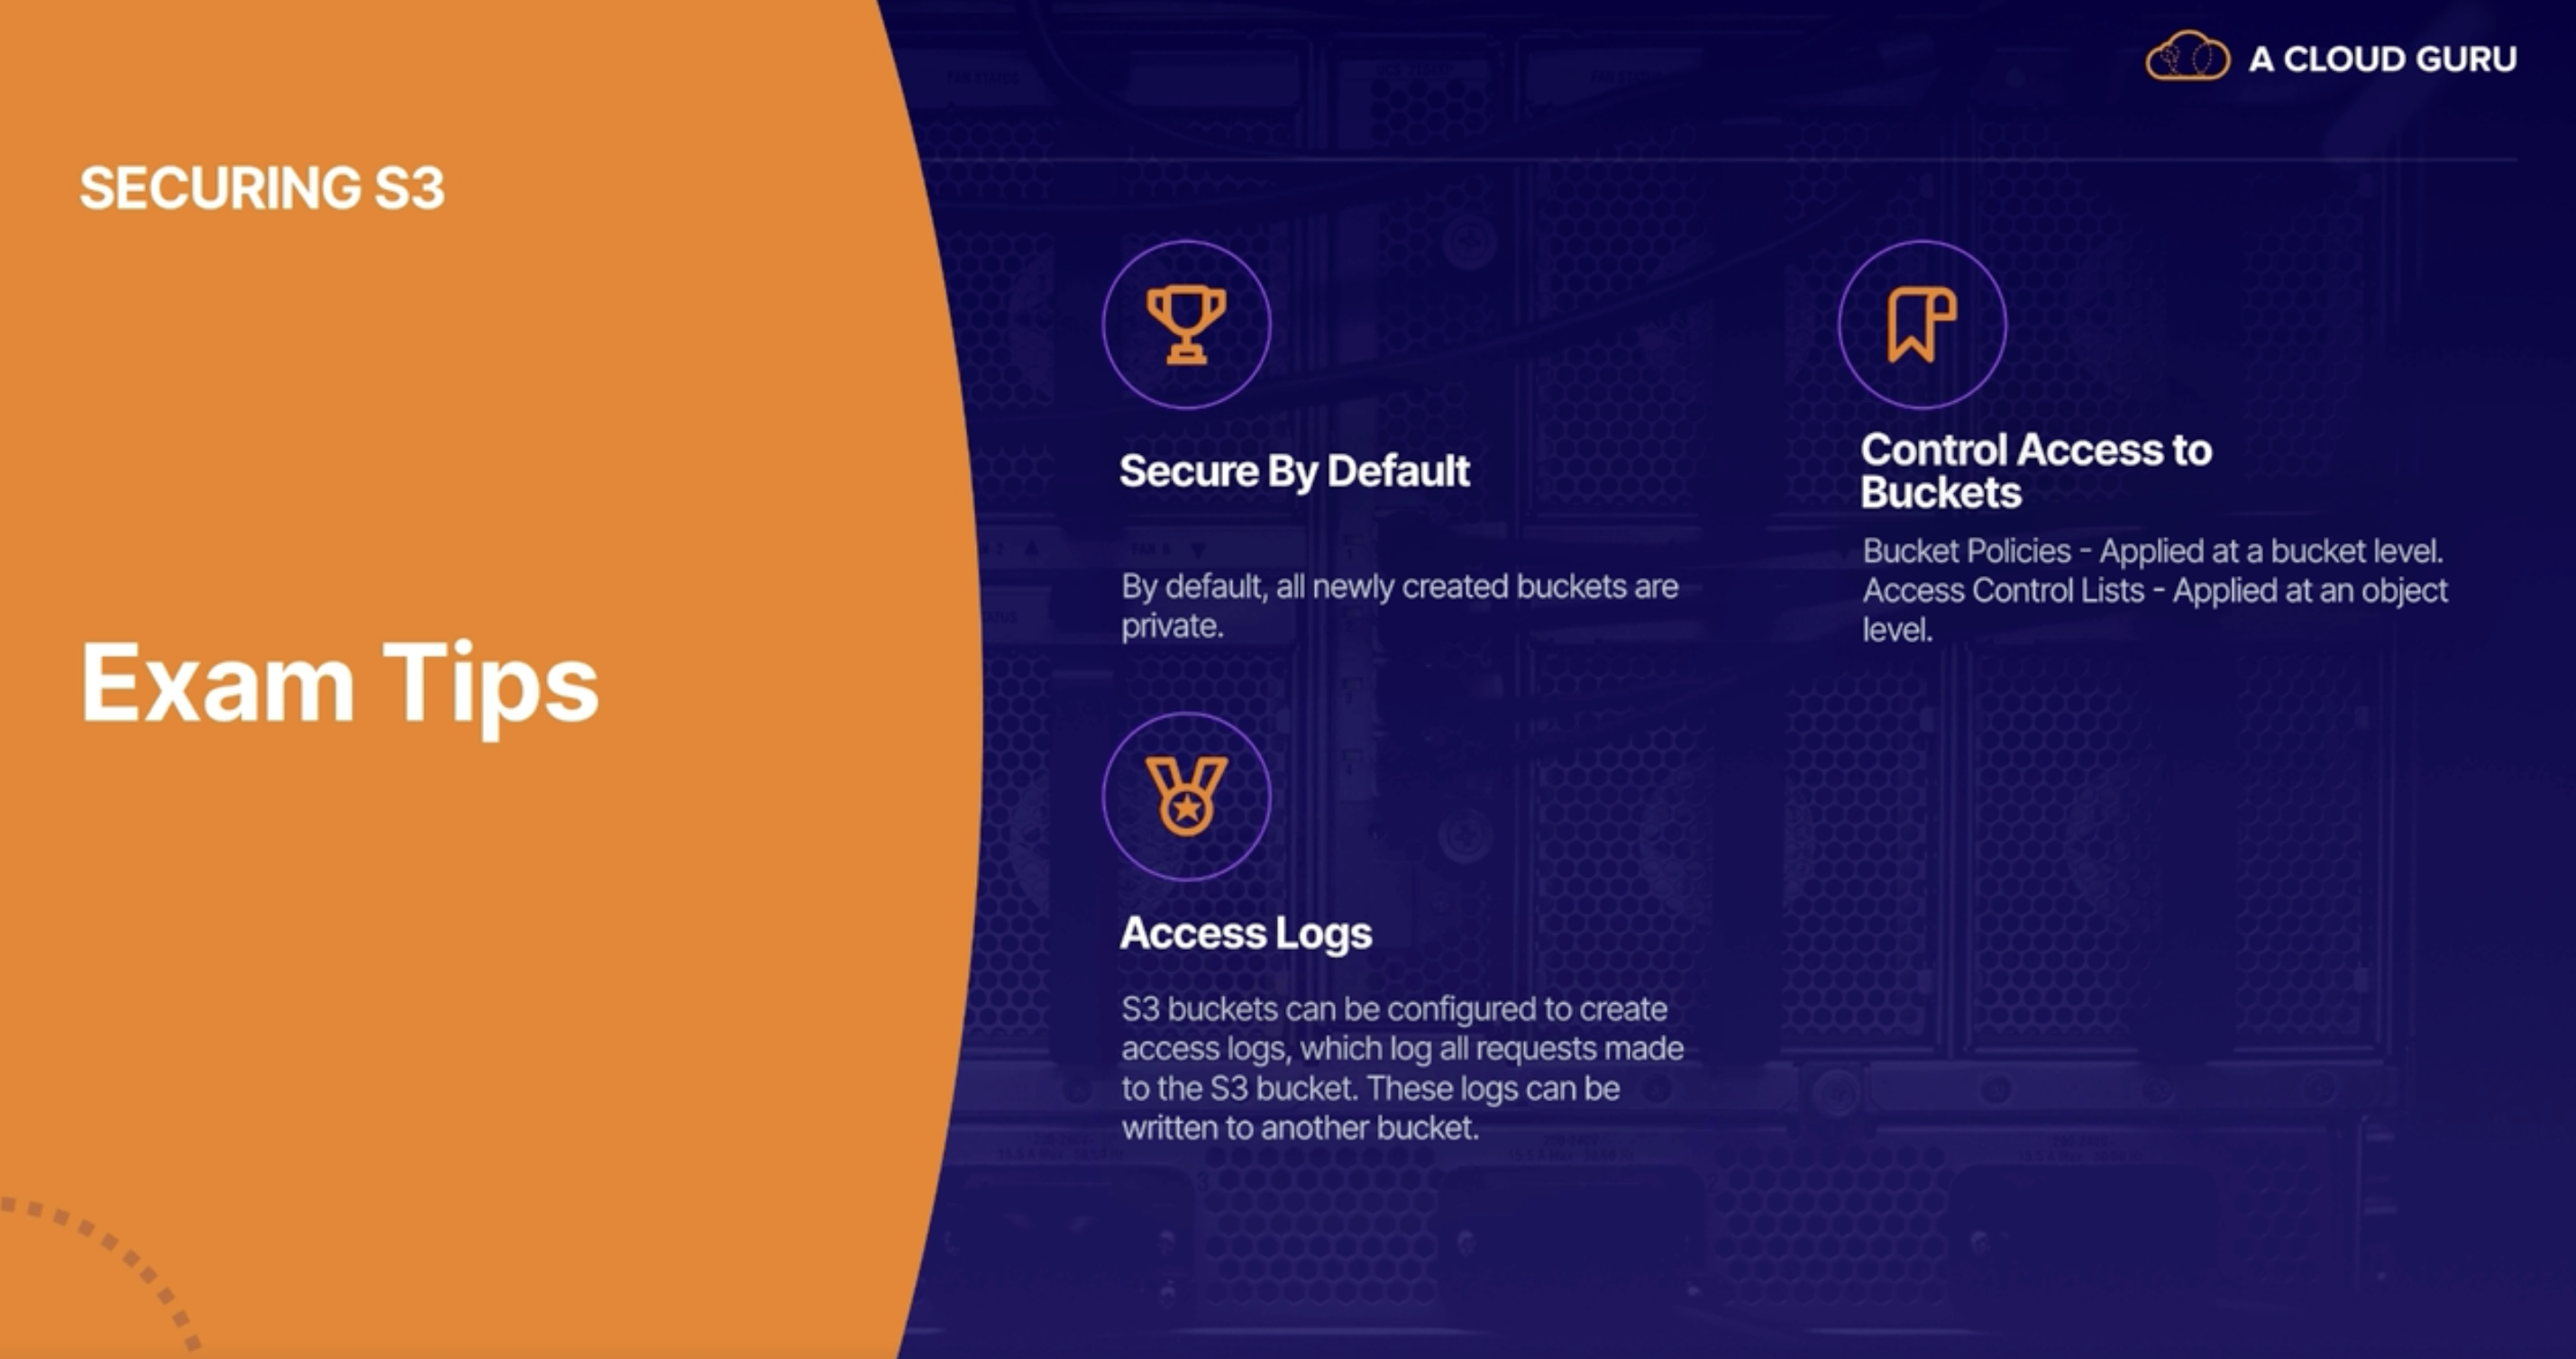 A CLOUD GURU
SECURING S3
Exam Tips
Secure By Default
By default, all newly created buckets are
private.
Control Access to
Buckets
Bucket Policies - Applied at a bucket level.
Access Control Lists - Applied at an object
level.
Access Logs
S3 buckets can be configured to create
access logs, which log all requests made
to the S3 bucket. These logs can be
written to another bucket.